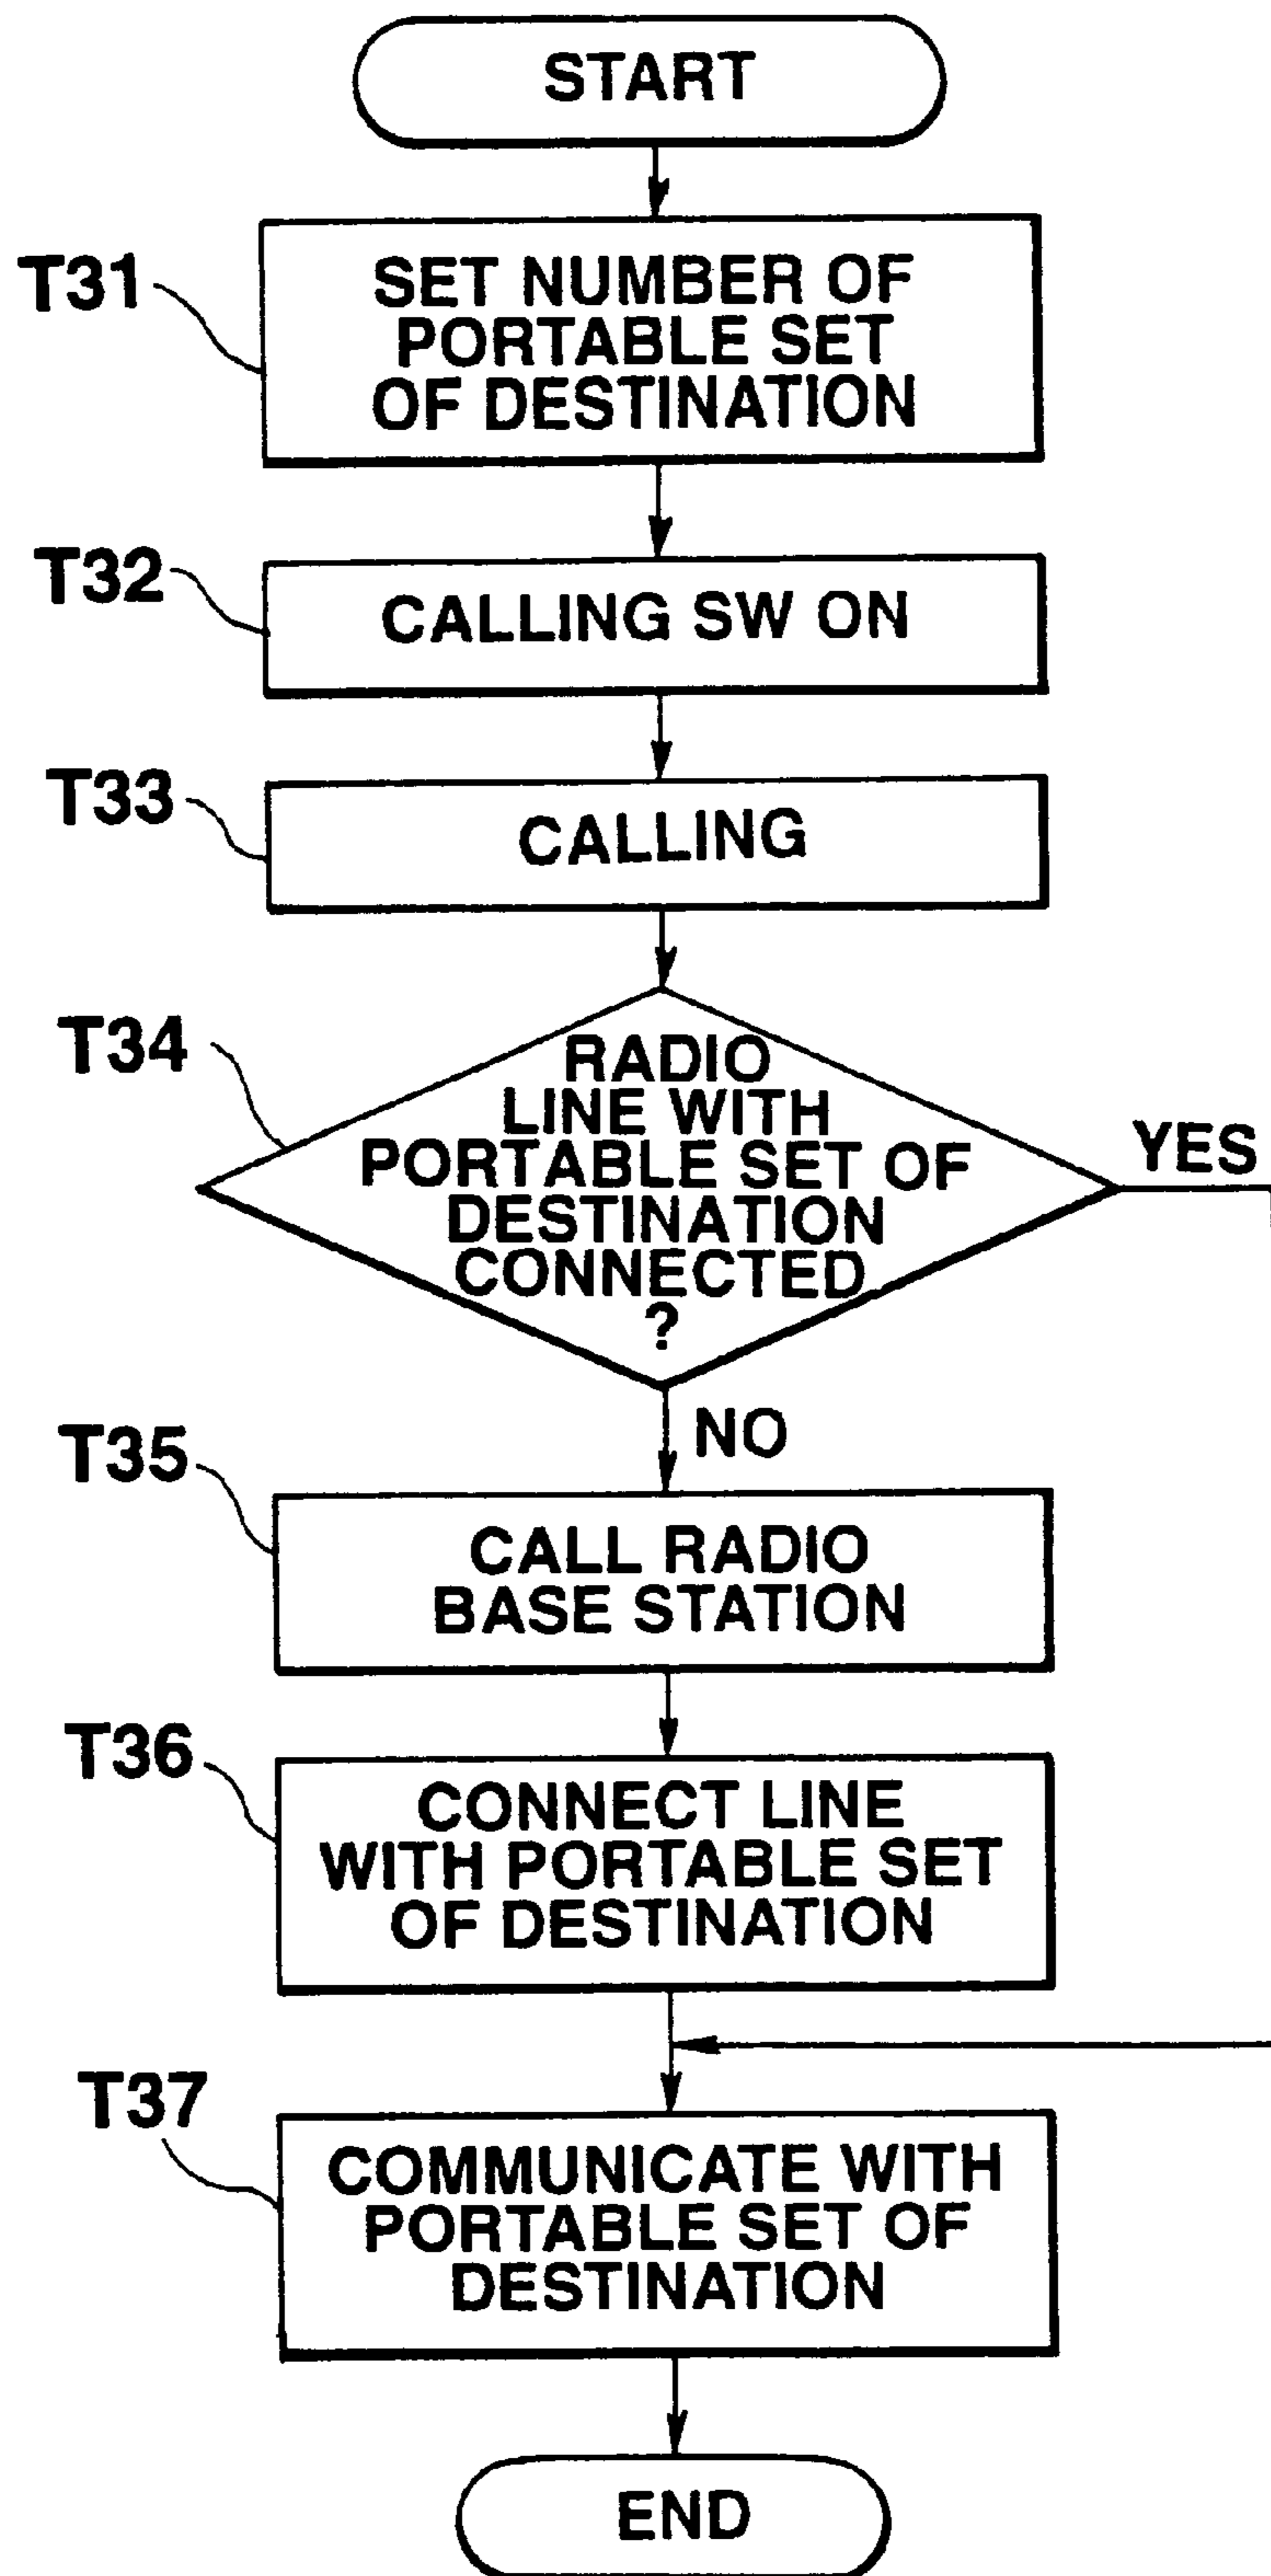 START
T31
SET NUMBER OF
PORTABLE SET
OF DESTINATION
T32
CALLING SW ON
T33
CALLING
T34
RADIO
LINE WITH
PORTABLE SET OF
DESTINATION
CONNECTED
?
YES
NO
T35
CALL RADIO
BASE STATION
T36
CONNECT LINE
WITH PORTABLE SET
OF DESTINATION
T37
COMMUNICATE WITH
PORTABLE SET OF
DESTINATION
END